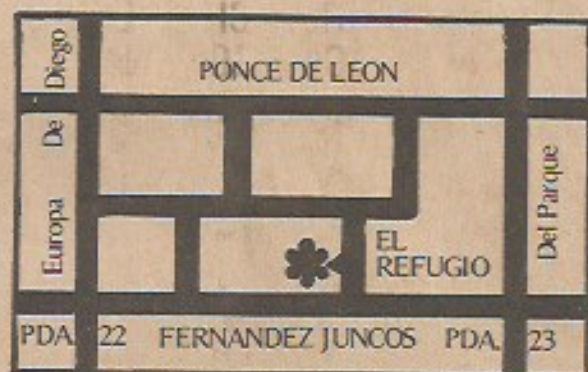 Diego
De
Europa
PONCE DE LEON
Del Parque
EL
REFUGIO
PDA. 22 FERNANDEZ JUNCOS PDA. 23